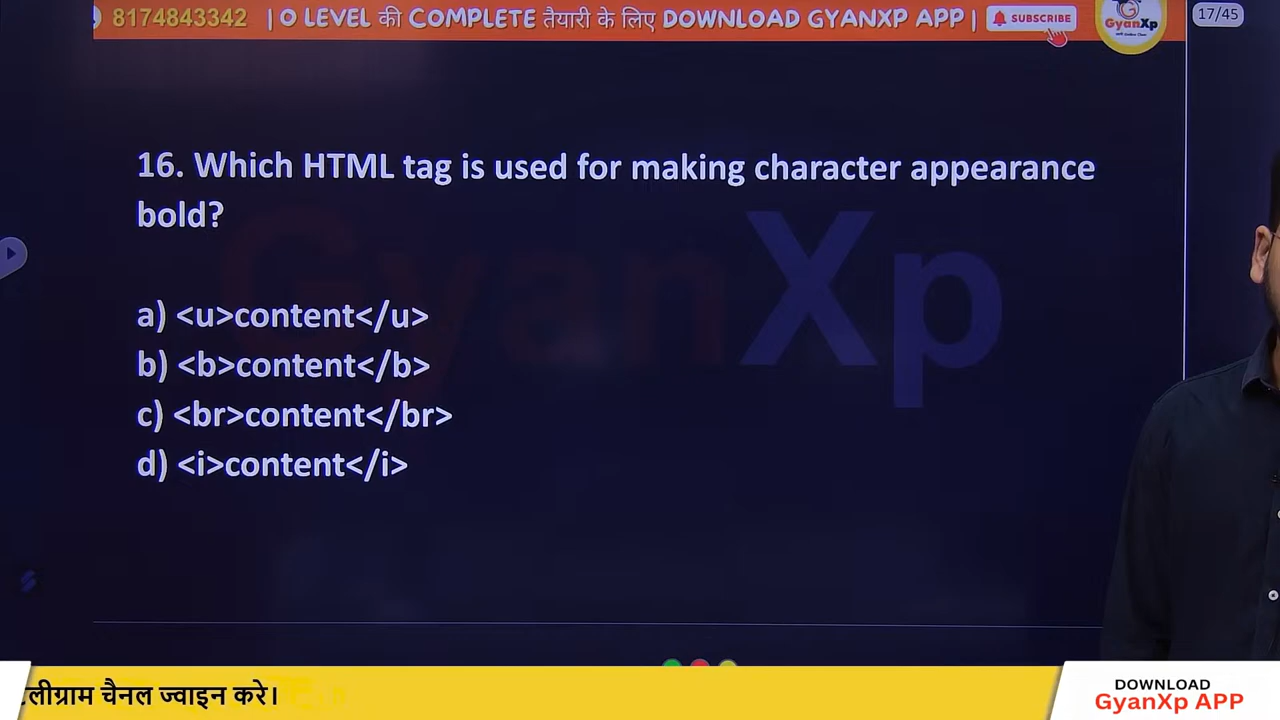 8174843342 | O LEVEL की COMPLETE तैयारी के लिए DOWNLOAD GYANXP APP | SUBSCRIBE
GyanXp
17/45
16. Which HTML tag is used for making character appearance
bold?
GyanXp
a) <u>content</u>
b) <b>content</b>
c) <br>content</br>
d) <i>content</i>
चैनल ज्वाइन करे।
DOWNLOAD
GyanXp APP